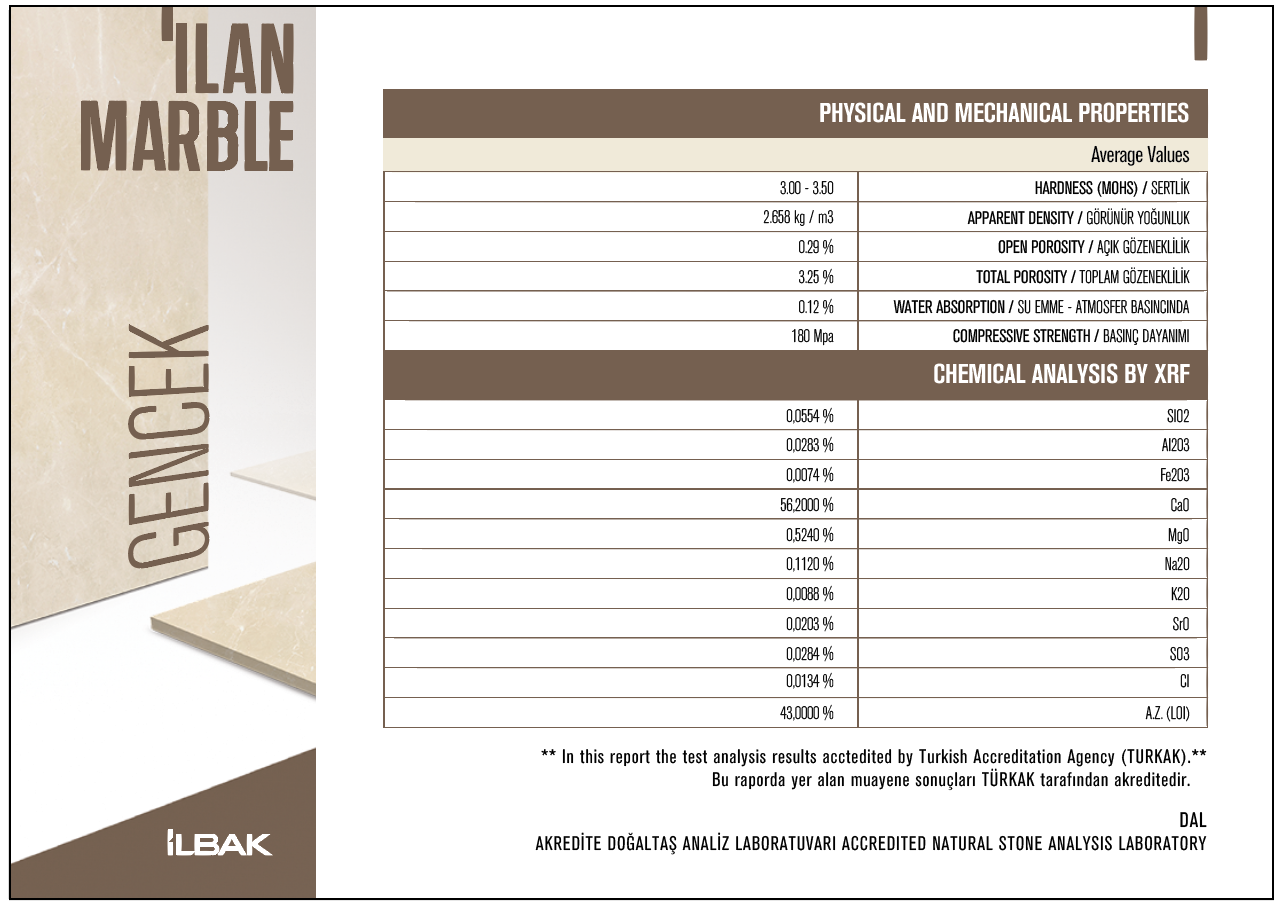 İLAN
MARBLE
GENCEK
İLBAK
PHYSICAL AND MECHANICAL PROPERTIES
Average Values
3.00 - 3.50 HARDNESS (MOHS) / SERTLİK
2.658 kg / m3 APPARENT DENSITY / GÖRÜNÜR YOĞUNLUK
0.29 % OPEN POROSITY / AÇIK GÖZENEKLİLİK
3.25 % TOTAL POROSITY / TOPLAM GÖZENEKLİLİK
0.12 % WATER ABSORPTION / SU EMME - ATMOSFER BASINCINDA
180 Mpa COMPRESSIVE STRENGTH / BASINÇ DAYANIMI
CHEMICAL ANALYSIS BY XRF
0,0554 % SIO2
0,0283 % Al2O3
0,0074 % Fe2O3
56,2000 % CaO
0,5240 % MgO
0,1120 % Na2O
0,0088 % K2O
0,0203 % SrO
0,0284 % SO3
0,0134 % Cl
43,0000 % A.Z. (LOI)
** In this report the test analysis results acctedited by Turkish Accreditation Agency (TURKAK).**
Bu raporda yer alan muayene sonuçları TÜRKAK tarafından akreditedir.
DAL
AKREDİTE DOĞALTAŞ ANALİZ LABORATUVARI ACCREDITED NATURAL STONE ANALYSIS LABORATORY